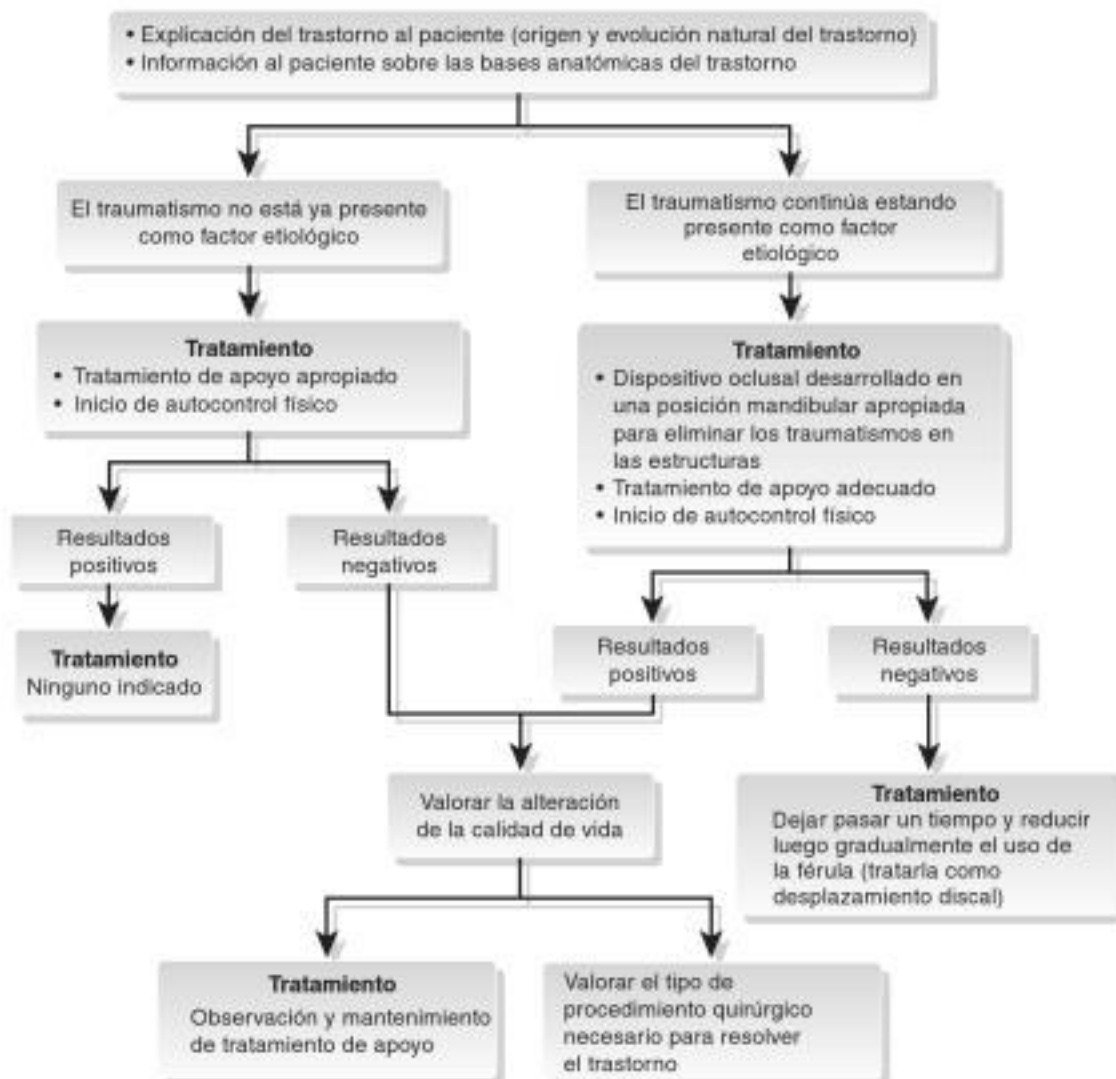 • Explicación del trastorno al paciente (origen y evolución natural del trastorno)
• Información al paciente sobre las bases anatómicas del trastorno
El traumatismo no está ya presente
como factor etiológico
El traumatismo continúa estando
presente como factor
etiológico
Tratamiento
• Tratamiento de apoyo apropiado
• Inicio de autocontrol físico
Tratamiento
• Dispositivo oclusal desarrollado en
una posición mandibular apropiada
para eliminar los traumatismos en
las estructuras
• Tratamiento de apoyo adecuado
• Inicio de autocontrol físico
Resultados
positivos
Resultados
negativos
Tratamiento
Ninguno indicado
Resultados
positivos
Resultados
negativos
Valorar la alteración
de la calidad de vida
Tratamiento
Dejar pasar un tiempo y reducir
luego gradualmente el uso de
la férula (tratarla como
desplazamiento discal)
Tratamiento
Observación y mantenimiento
de tratamiento de apoyo
Valorar el tipo de
procedimiento quirúrgico
necesario para resolver
el trastorno